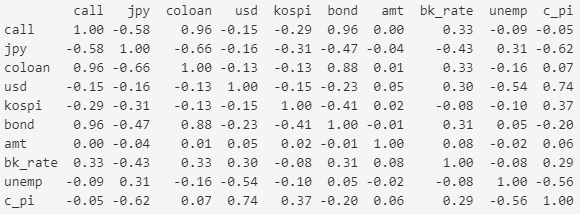 call jpy coloan usd kospi bond amt bk_rate unemp c_pi
call 1.00 -0.58 0.96 -0.15 -0.29 0.96 0.00 0.33 -0.09 -0.05
jpy -0.58 1.00 -0.66 -0.16 -0.31 -0.47 -0.04 -0.43 0.31 -0.62
coloan 0.96 -0.66 1.00 -0.13 -0.13 0.88 0.01 0.33 -0.16 0.07
usd -0.15 -0.16 -0.13 1.00 -0.15 -0.23 0.05 0.30 -0.54 0.74
kospi -0.29 -0.31 -0.13 -0.15 1.00 -0.41 0.02 -0.08 -0.10 0.37
bond 0.96 -0.47 0.88 -0.23 -0.41 1.00 -0.01 0.31 0.05 -0.20
amt 0.00 -0.04 0.01 0.05 0.02 -0.01 1.00 0.08 -0.02 0.06
bk_rate 0.33 -0.43 0.33 0.30 -0.08 0.31 0.08 1.00 -0.08 0.29
unemp -0.09 0.31 -0.16 -0.54 -0.10 0.05 -0.02 -0.08 1.00 -0.56
c_pi -0.05 -0.62 0.07 0.74 0.37 -0.20 0.06 0.29 -0.56 1.00